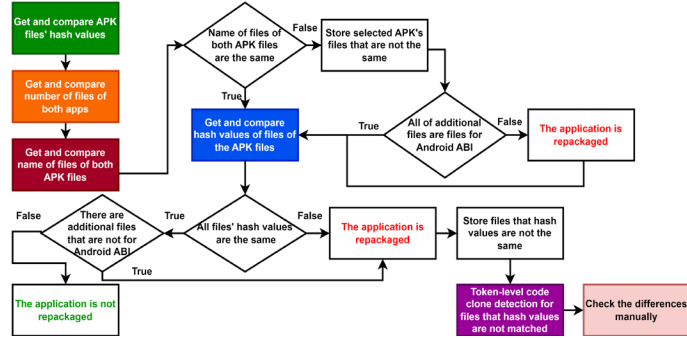 Get and compare APK
files' hash values
Get and compare
number of files of
both apps
Get and compare
name of files of both
APK files
Name of files of
both APK files
are the same
False
Store selected APK's
files that are not the
same
True
Get and compare
hash values of files of
the APK files
True
All of additional
files are files for
Android ABI
False
The application is
repackaged
False
There are
additional files
that are not for
Android ABI
True
All files' hash values
are the same
False
The application is
repackaged
Store files that hash
values are not the
same
True
The application is not
repackaged
Token-level code
clone detection for
files that hash values
are not matched
Check the differences
manually